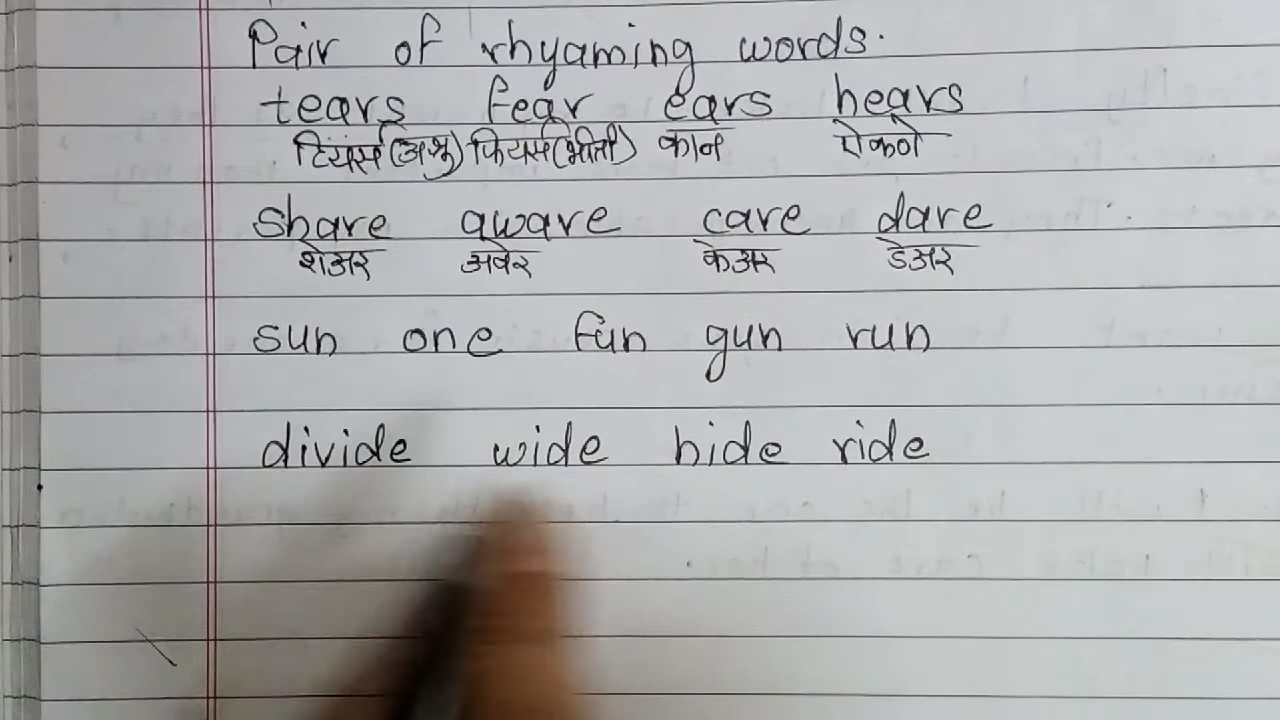 Pair of rhyaming words.
tears fear ears hears
टियर्स (अश्रू) फियर्स (भीती) कान ऐकणे
share aware care dare
शेअर अवेर केअर डेअर
sun one fun gun run
divide wide hide ride